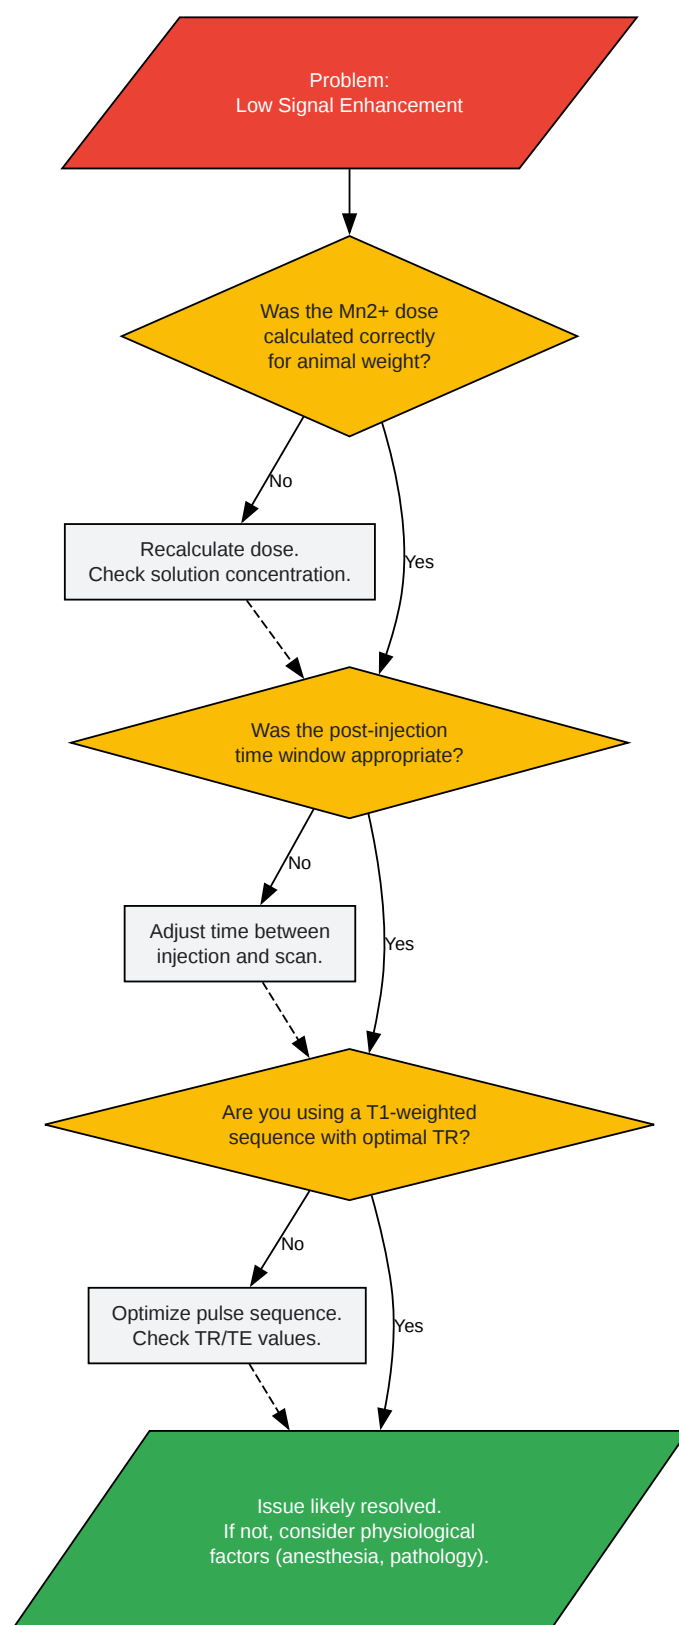 Problem:
Low Signal Enhancement
Was the Mn2+ dose
calculated correctly
for animal weight?
No
Yes
Recalculate dose.
Check solution concentration.
Was the post-injection
time window appropriate?
No
Yes
Adjust time between
injection and scan.
Are you using a T1-weighted
sequence with optimal TR?
No
Yes
Optimize pulse sequence.
Check TR/TE values.
Issue likely resolved.
If not, consider physiological
factors (anesthesia, pathology).